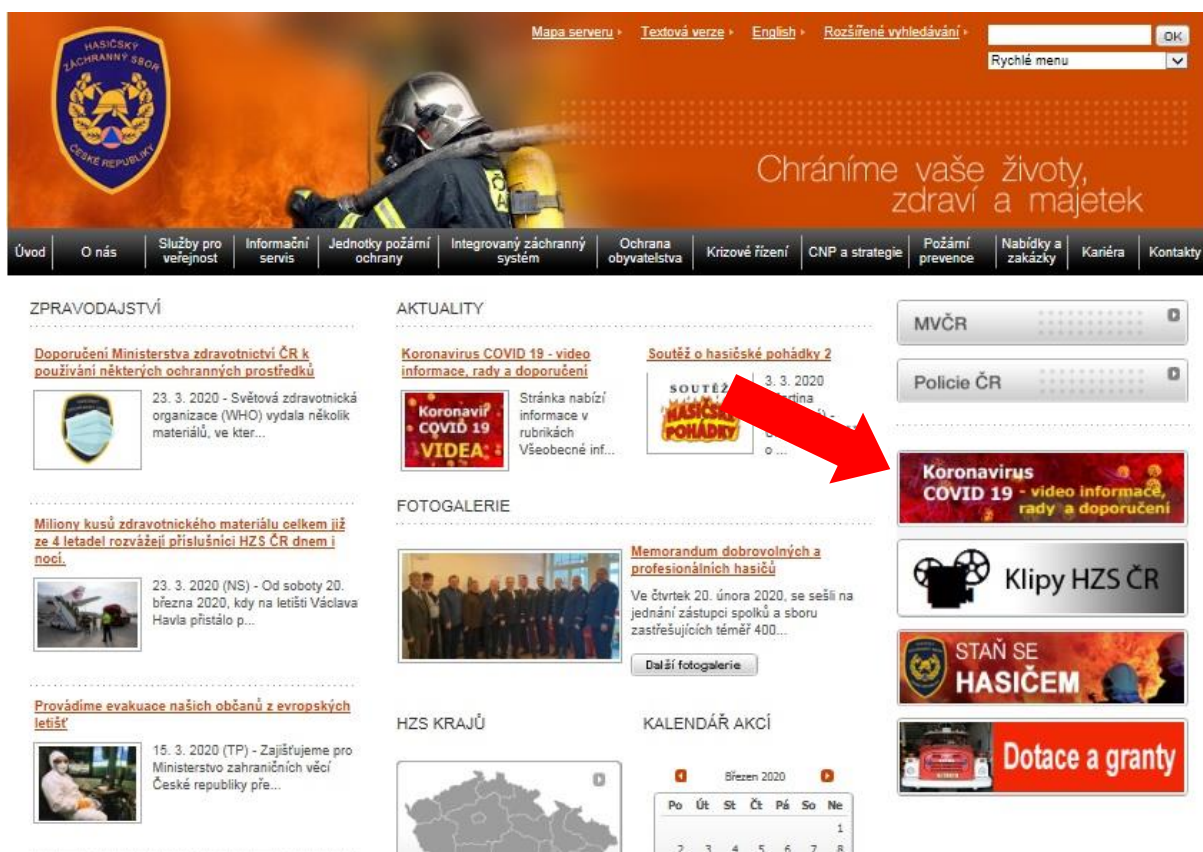 HASIČSKÝ
ZÁCHRANNÝ SBOR
ČESKÉ REPUBLIKY
Mapa serveru
Textová verze
English
Rozšířené vyhledávání
OK
Rychlé menu
Chráníme vaše životy,
zdraví a majetek
Úvod
O nás
Služby pro
veřejnost
Informační
servis
Jednotky požární
ochrany
Integrovaný záchranný
systém
Ochrana
obyvatelstva
Krizové řízení
CNP a strategie
Požární
prevence
Nabídky a
zakázky
Kariéra
Kontakty
ZPRAVODAJSTVÍ
Doporučení Ministerstva zdravotnictví ČR k
používání některých ochranných prostředků
23. 3. 2020 - Světová zdravotnická
organizace (WHO) vydala několik
materiálů, ve kter...
Miliony kusů zdravotnického materiálu celkem již
ze 4 letadel rozvážejí příslušníci HZS ČR dnem i
nocí.
23. 3. 2020 (NS) - Od soboty 20.
března 2020, kdy na letišti Václava
Havla přistálo p...
Provádíme evakuace našich občanů z evropských
letišť
15. 3. 2020 (TP) - Zajišťujeme pro
Ministerstvo zahraničních věcí
České republiky pře...
AKTUALITY
Koronavirus COVID 19 - video
informace, rady a doporučení
Koronavir
COVID 19
VIDEA
Stránka nabízí
informace v
rubrikách
Všeobecné inf...
Soutěž o hasičské pohádky 2
SOUTĚŽ
HASIČSKÉ
POHÁDKY
3. 3. 2020
o ...
FOTOGALERIE
Memorandum dobrovolných a
profesionálních hasičů
Ve čtvrtek 20. února 2020, se sešli na
jednání zástupci spolků a sboru
zastřešujících téměř 400...
Další fotogalerie
HZS KRAJŮ
KALENDÁŘ AKCÍ
Březen 2020
Po Út St Čt Pá So Ne
1
2 3 4 5 6 7 8
MVČR
Policie ČR
Koronavirus
COVID 19 - video informace,
rady a doporučení
Klipy HZS ČR
STAŇ SE
HASIČEM
Dotace a granty